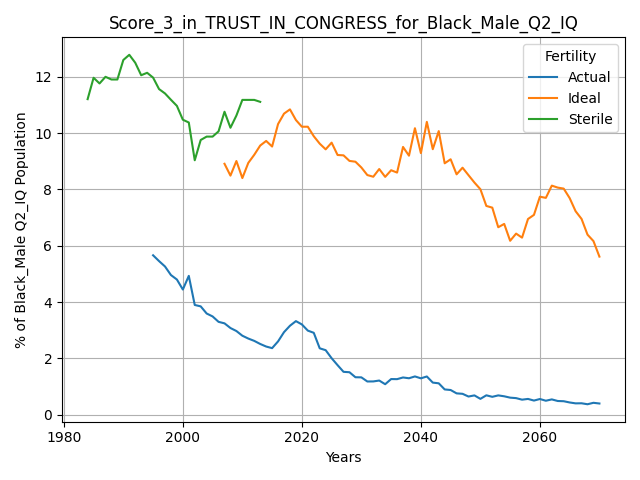 Score_3_in_TRUST_IN_CONGRESS_for_Black_Male_Q2_IQ
% of Black_Male Q2_IQ Population
12
10
8
6
4
2
0
Fertility
Actual
Ideal
Sterile
1980 2000 2020 2040 2060
Years